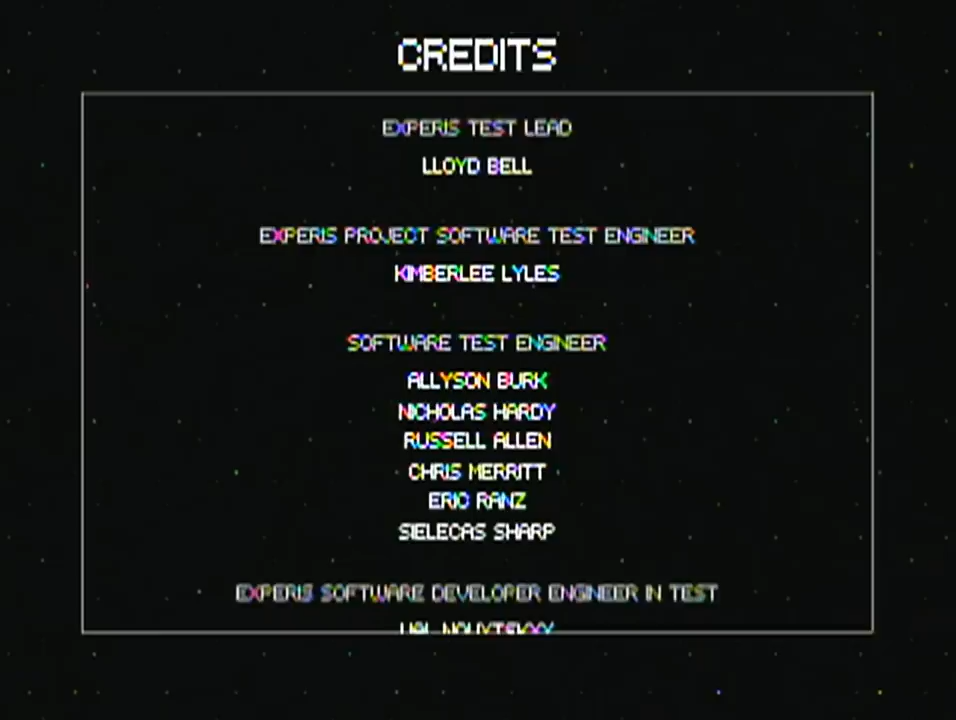 CREDITS
EXPERIS TEST LEAD
LLOYD BELL
EXPERIS PROJECT SOFTWARE TEST ENGINEER
KIMBERLEE LYLES
SOFTWARE TEST ENGINEER
ALLYSON BURK
NICHOLAS HARDY
RUSSELL ALLEN
CHRIS MERRITT
ERIC RANZ
SIELECAS SHARP
EXPERIS SOFTWARE DEVELOPER ENGINEER IN TEST